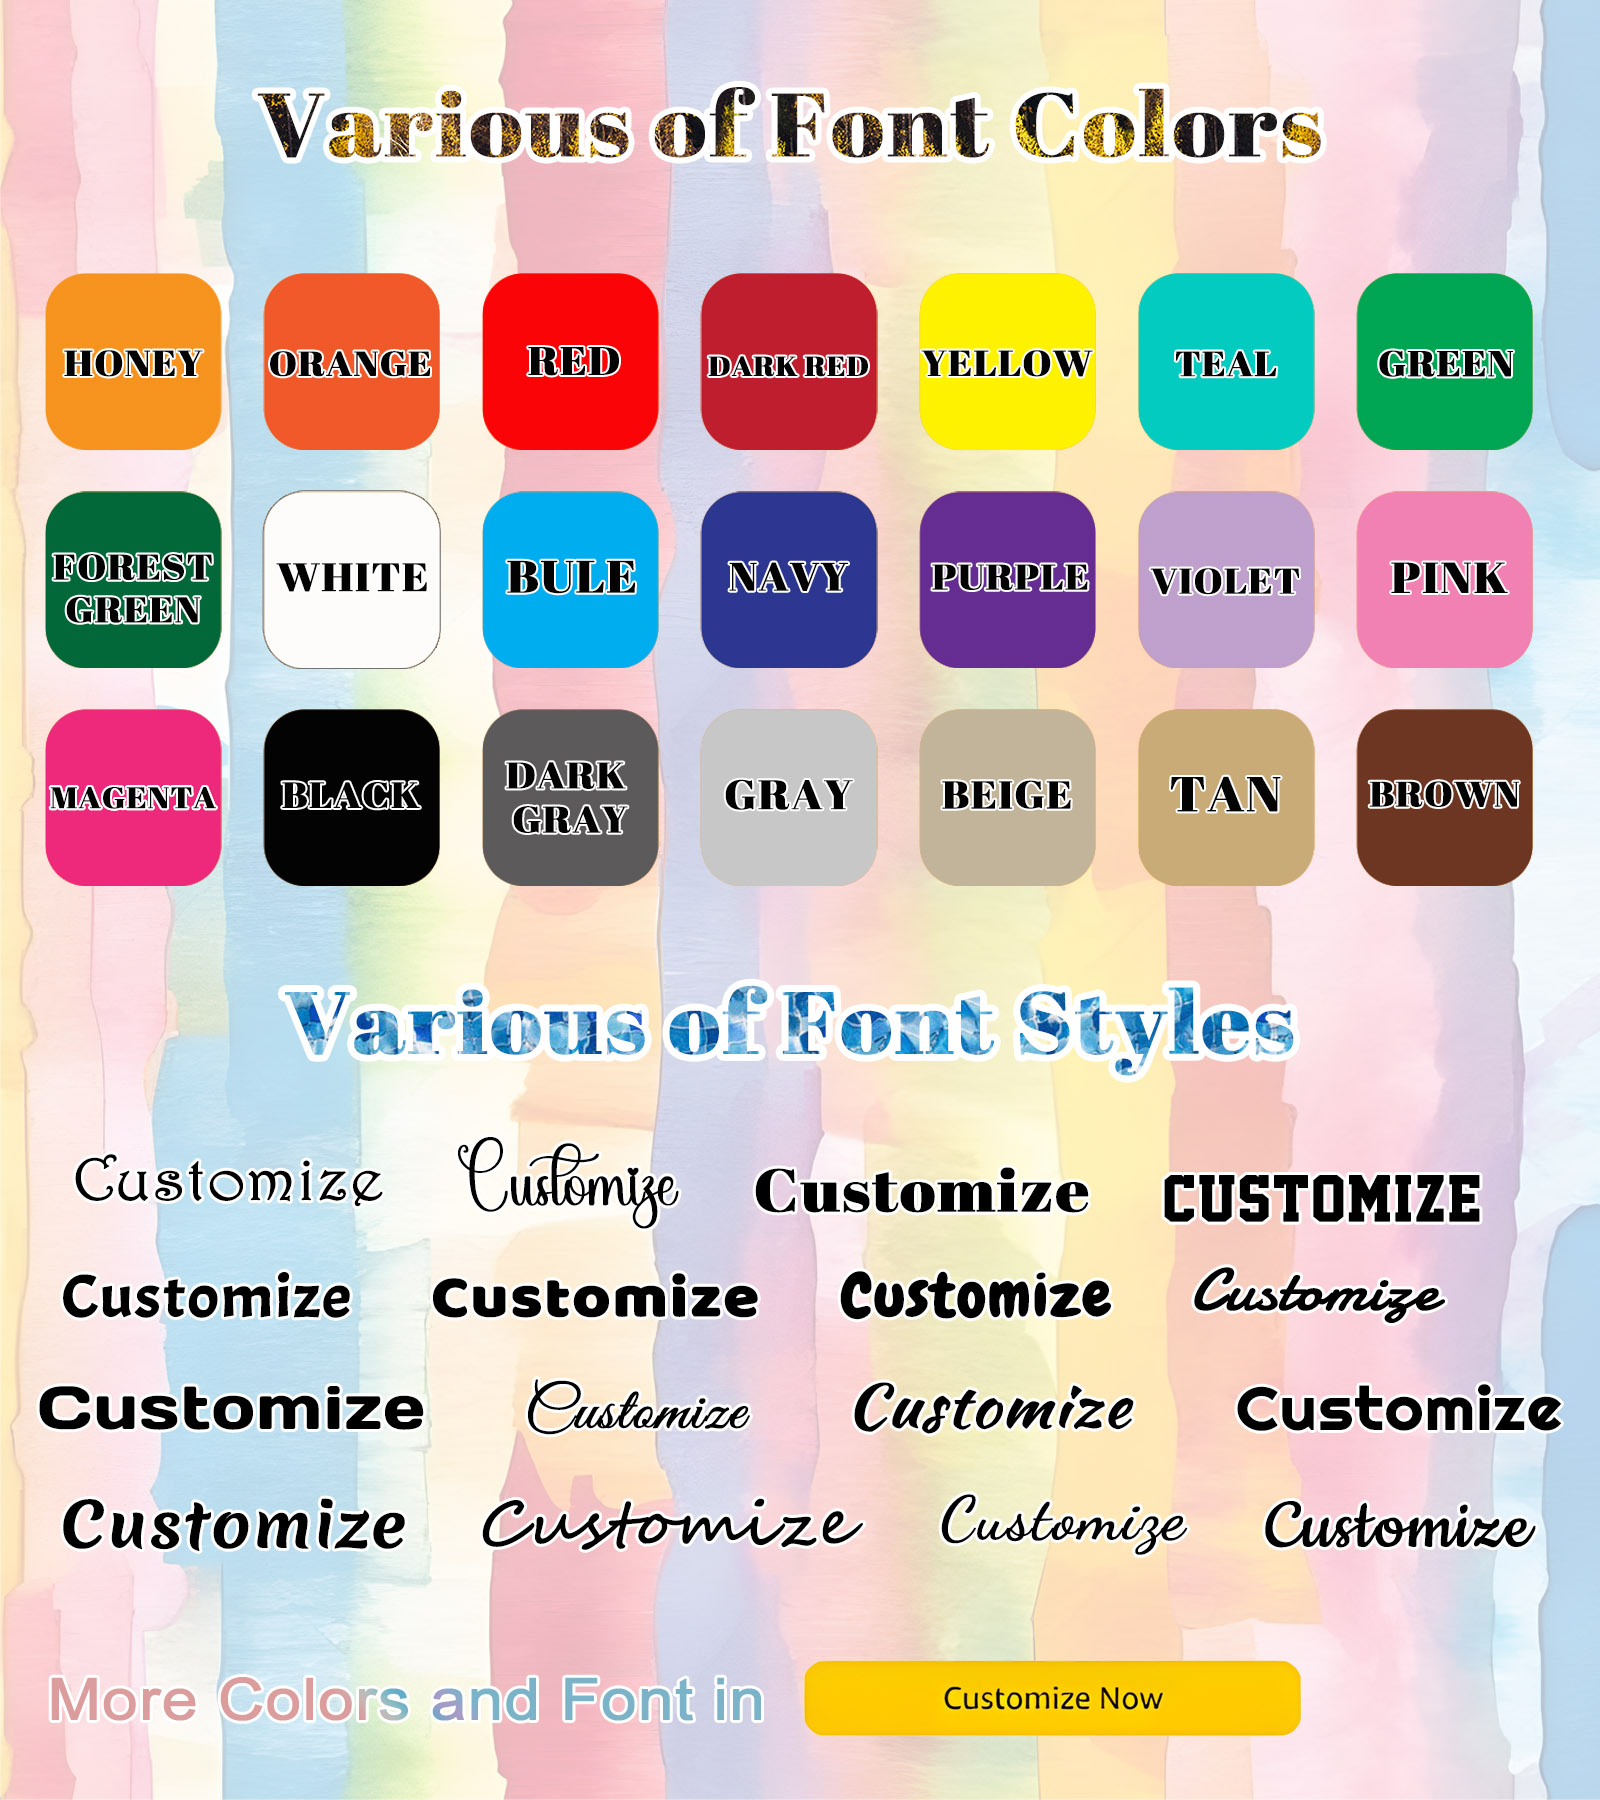 Various of Font Colors
HONEY
ORANGE
RED
DARK RED
YELLOW
TEAL
GREEN
FOREST
GREEN
WHITE
BULE
NAVY
PURPLE
VIOLET
PINK
MAGENTA
BLACK
DARK
GRAY
GRAY
BEIGE
TAN
BROWN
Various of Font Styles
Customize
Customize
Customize
CUSTOMIZE
Customize
Customize
Customize
Customize
Customize
Customize
Customize
Customize
Customize
Customize
Customize
Customize
More Colors and Font in
Customize Now